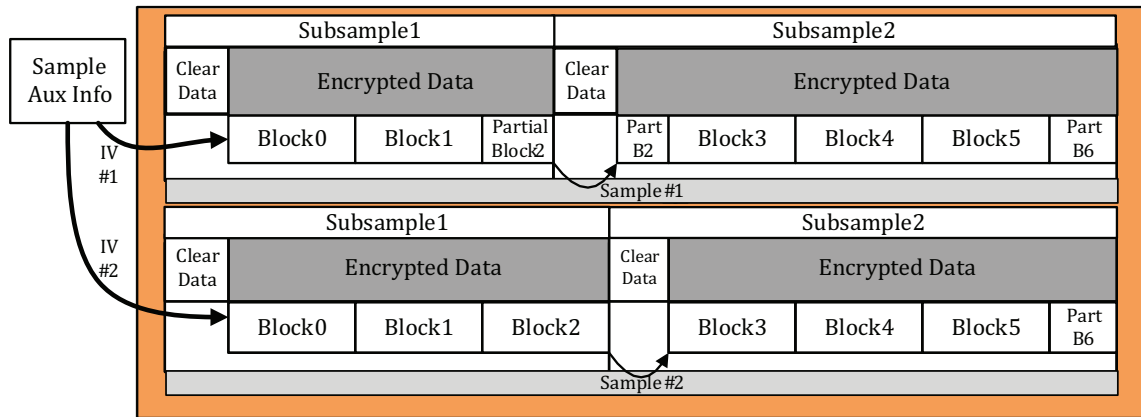 Sample
Aux Info
IV
#1
IV
#2
Subsample1 Subsample2
Clear
Data
Encrypted Data
Clear
Data
Encrypted Data
Block0 Block1 Partial
Block2
Part
B2
Block3 Block4 Block5 Part
B6
Sample #1
Subsample1 Subsample2
Clear
Data
Encrypted Data
Clear
Data
Encrypted Data
Block0 Block1 Block2 Block3 Block4 Block5 Part
B6
Sample #2